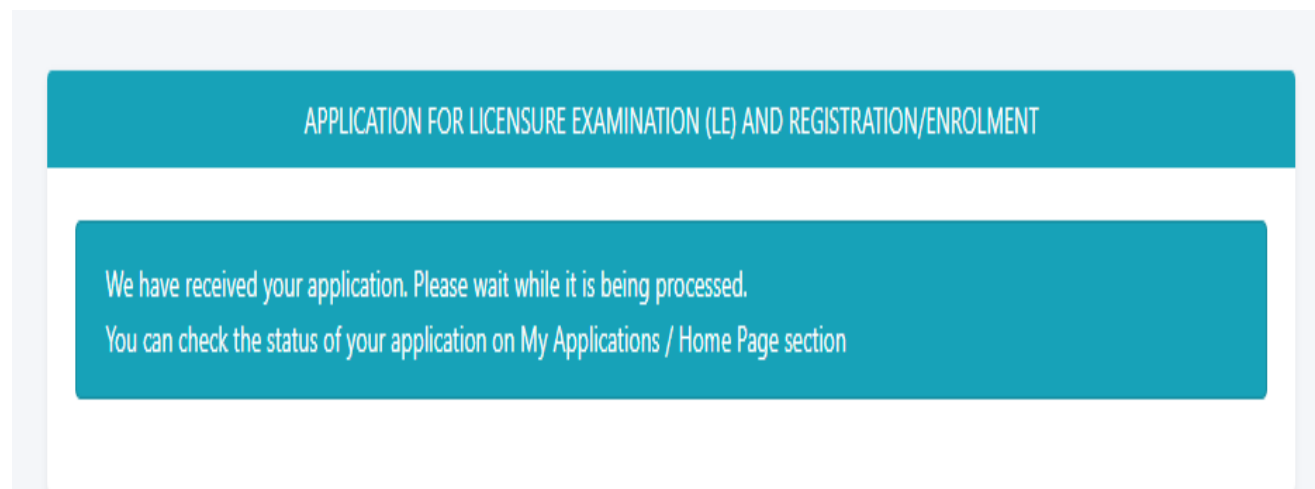 APPLICATION FOR LICENSURE EXAMINATION (LE) AND REGISTRATION/ENROLMENT
We have received your application. Please wait while it is being processed.
You can check the status of your application on My Applications / Home Page section